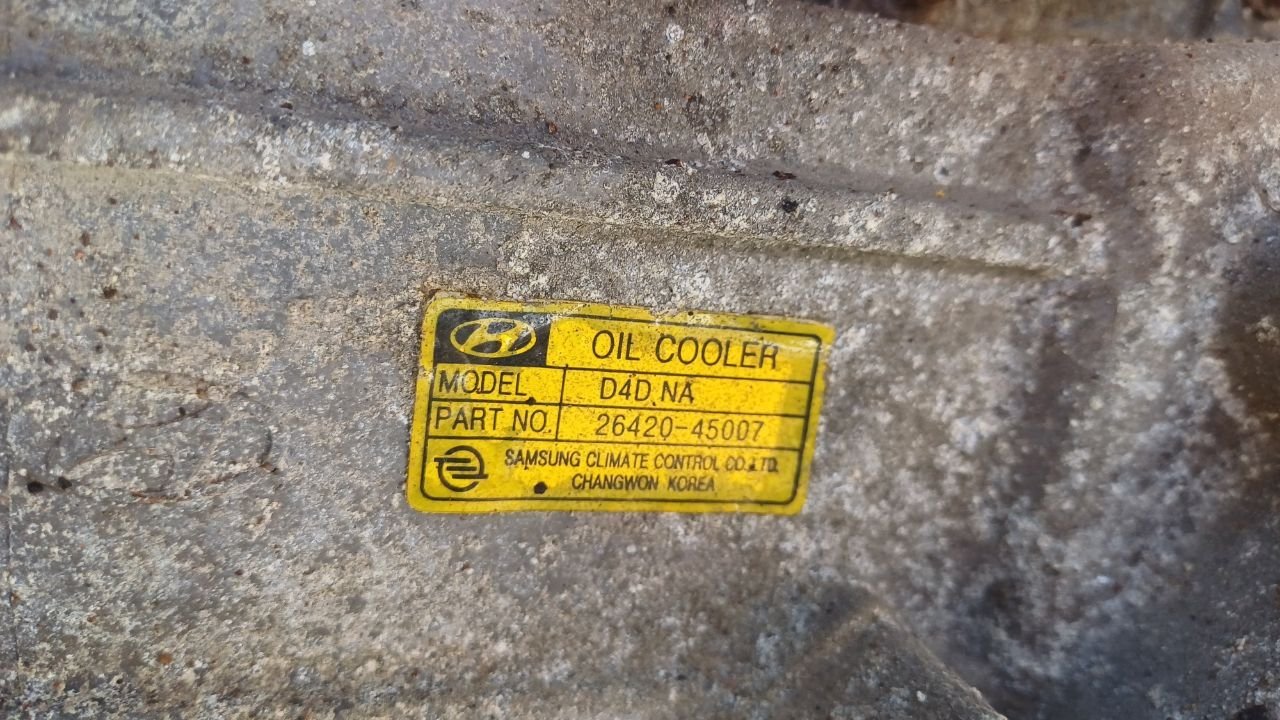 OIL COOLER
MODEL D4D NA
PART NO. 26420-45007
SAMSUNG CLIMATE CONTROL CO.LTD.
CHANGWON KOREA